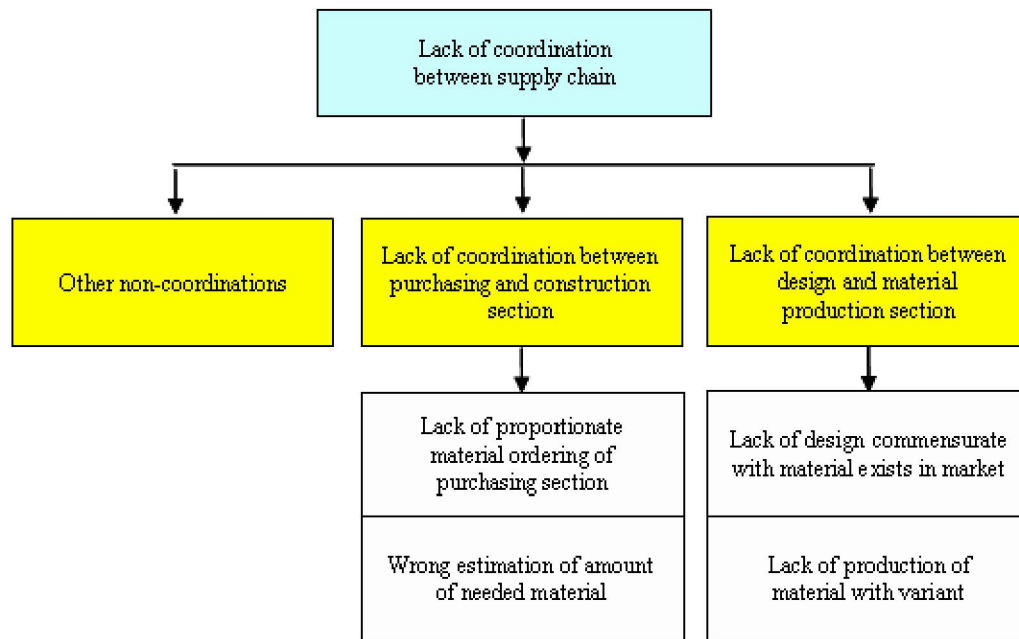 Lack of coordination
between supply chain
Other non-coordinations
Lack of coordination between
purchasing and construction
section
Lack of coordination between
design and material
production section
Lack of proportionate
material ordering of
purchasing section
Lack of design commensurate
with material exists in market
Wrong estimation of amount
of needed material
Lack of production of
material with variant